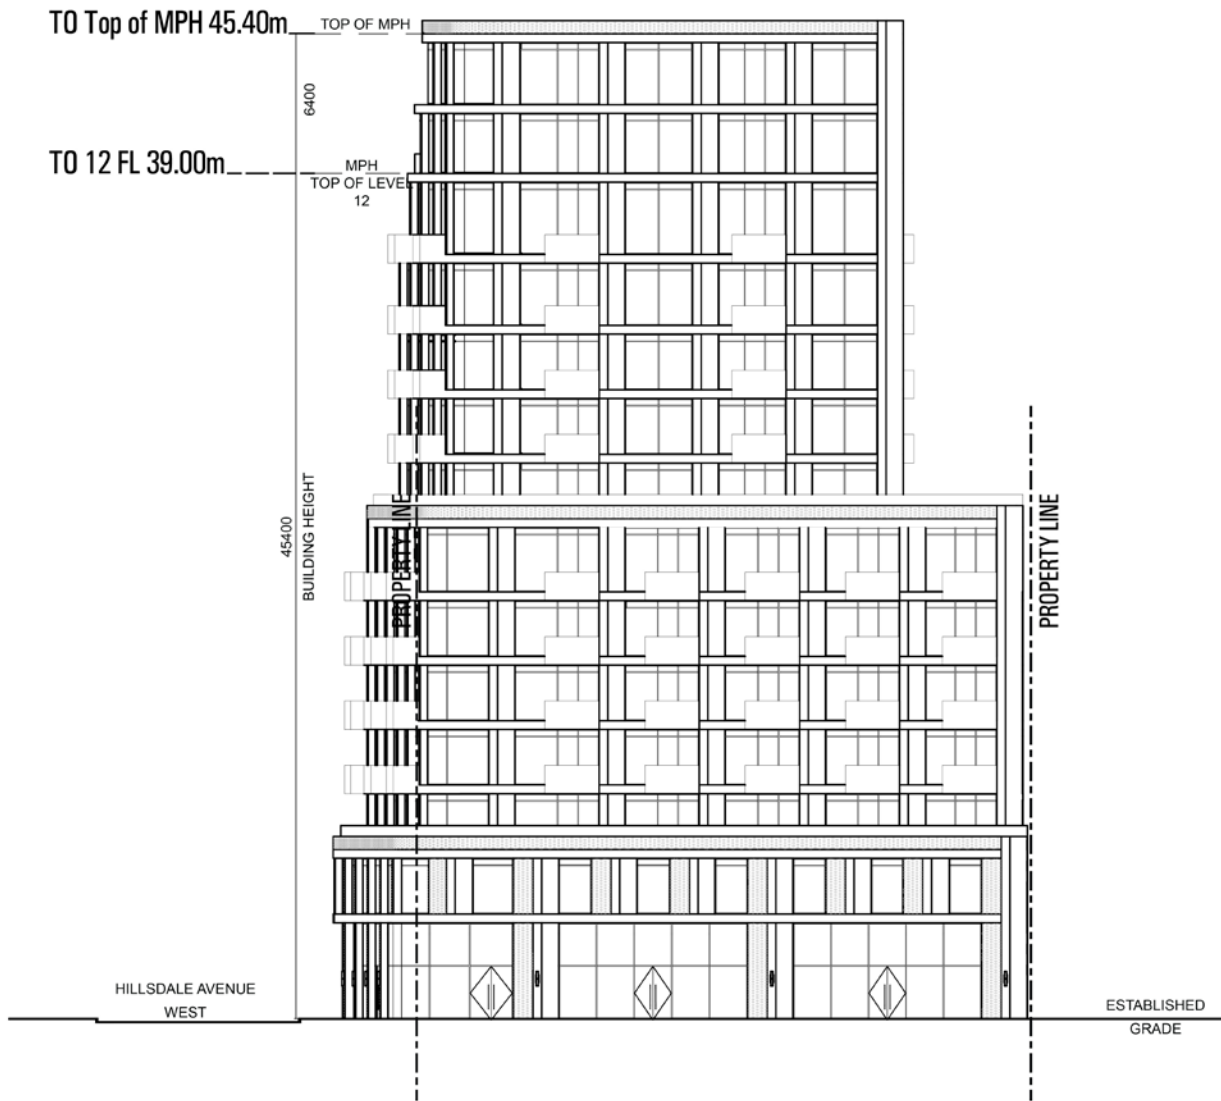 TO Top of MPH 45.40m
TOP OF MPH
6400
TO 12 FL 39.00m
MPH
TOP OF LEVEL
12
45400
BUILDING HEIGHT
PROPERTY LINE
PROPERTY LINE
HILLSDALE AVENUE
WEST
ESTABLISHED
GRADE